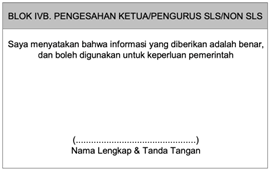 BLOK IVB. PENGESAHAN KETUA/PENGURUS SLS/NON SLS
Saya menyatakan bahwa informasi yang diberikan adalah benar,
dan boleh digunakan untuk keperluan pemerintah
(................................................)
Nama Lengkap & Tanda Tangan